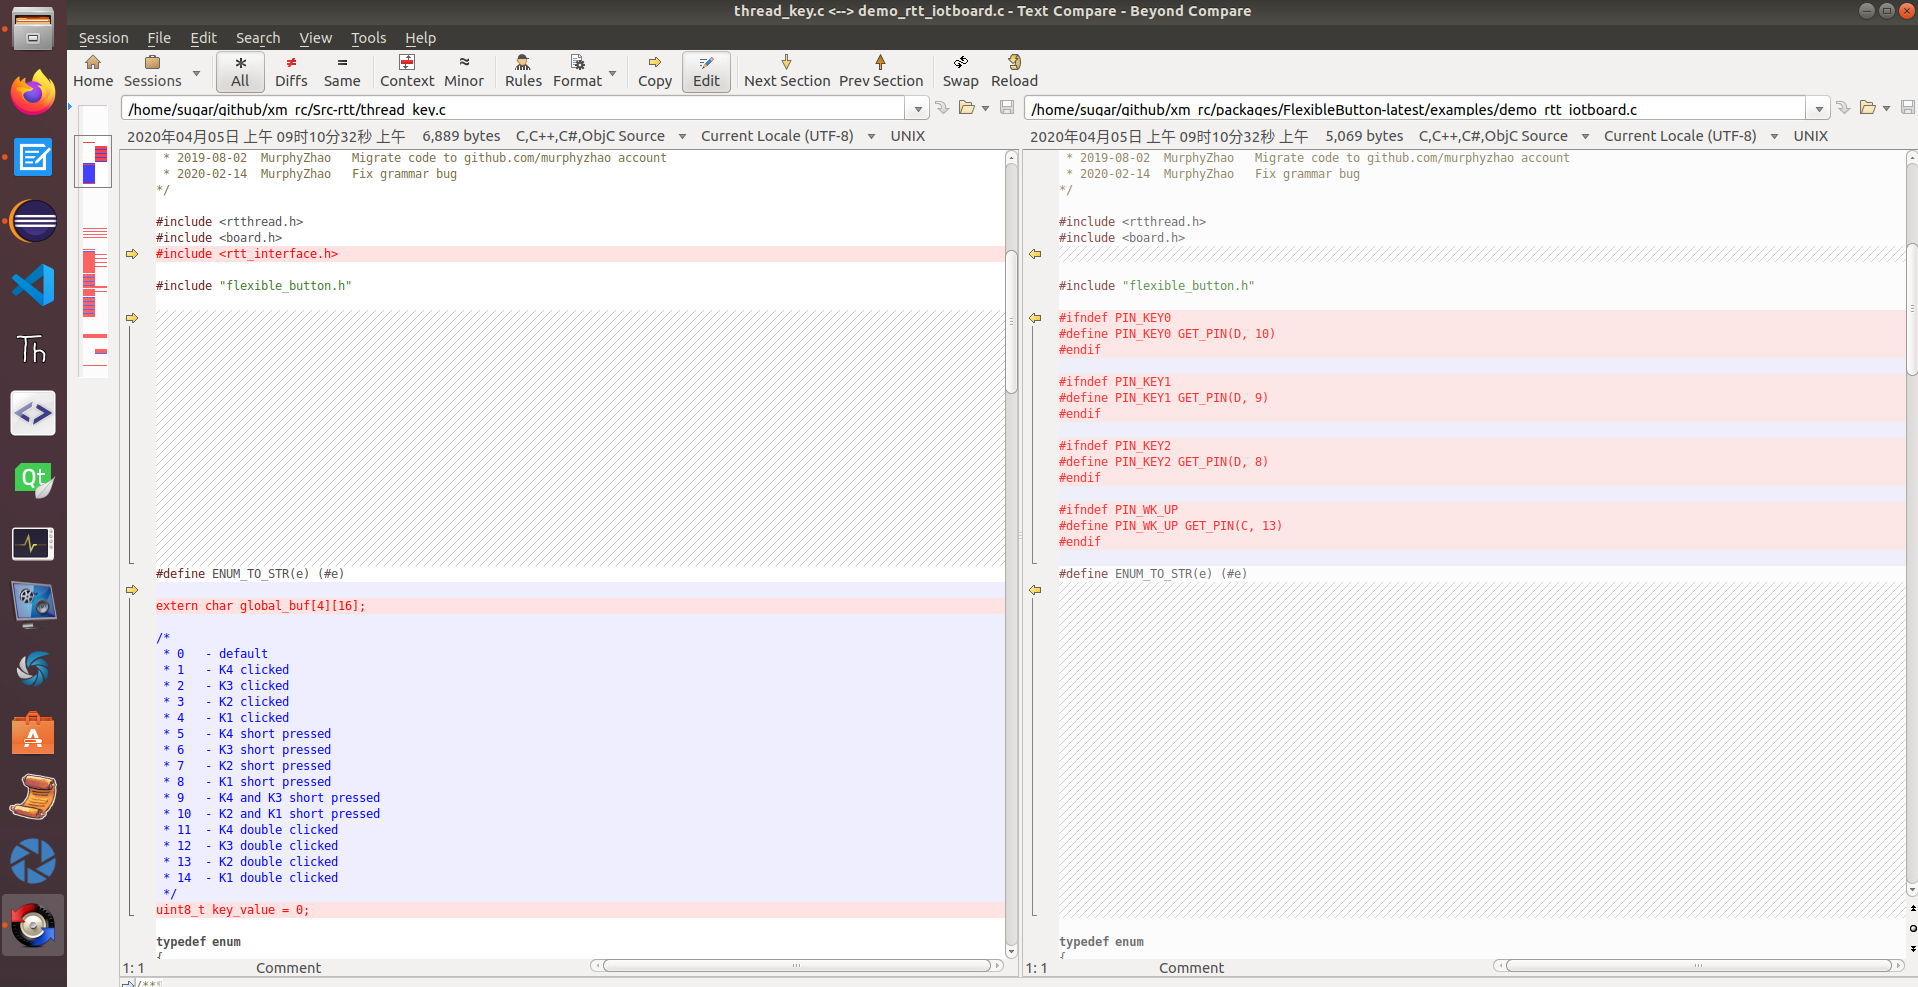 thread_key.c <--> demo_rtt_iotboard.c - Text Compare - Beyond Compare
Session File Edit Search View Tools Help
Home Sessions All Diffs Same Context Minor Rules Format Copy Edit Next Section Prev Section Swap Reload
/home/sugar/github/xm_rc/Src-rtt/thread_key.c
2020年04月05日 上午 09时10分32秒 上午 6,889 bytes C,C++,C#,ObjC Source Current Locale (UTF-8) UNIX
 * 2019-08-02  MurphyZhao   Migrate code to github.com/murphyzhao account
 * 2020-02-14  MurphyZhao   Fix grammar bug
*/
#include <rtthread.h>
#include <board.h>
#include <rtt_interface.h>
#include "flexible_button.h"
#define ENUM_TO_STR(e) (#e)
extern char global_buf[4][16];
/*
 * 0   - default
 * 1   - K4 clicked
 * 2   - K3 clicked
 * 3   - K2 clicked
 * 4   - K1 clicked
 * 5   - K4 short pressed
 * 6   - K3 short pressed
 * 7   - K2 short pressed
 * 8   - K1 short pressed
 * 9   - K4 and K3 short pressed
 * 10  - K2 and K1 short pressed
 * 11  - K4 double clicked
 * 12  - K3 double clicked
 * 13  - K2 double clicked
 * 14  - K1 double clicked
 */
uint8_t key_value = 0;
typedef enum
{
1: 1 Comment
/home/sugar/github/xm_rc/packages/FlexibleButton-latest/examples/demo_rtt_iotboard.c
2020年04月05日 上午 09时10分32秒 上午 5,069 bytes C,C++,C#,ObjC Source Current Locale (UTF-8) UNIX
 * 2019-08-02  MurphyZhao   Migrate code to github.com/murphyzhao account
 * 2020-02-14  MurphyZhao   Fix grammar bug
*/
#include <rtthread.h>
#include <board.h>
#include "flexible_button.h"
#ifndef PIN_KEY0
#define PIN_KEY0 GET_PIN(D, 10)
#endif
#ifndef PIN_KEY1
#define PIN_KEY1 GET_PIN(D, 9)
#endif
#ifndef PIN_KEY2
#define PIN_KEY2 GET_PIN(D, 8)
#endif
#ifndef PIN_WK_UP
#define PIN_WK_UP GET_PIN(C, 13)
#endif
#define ENUM_TO_STR(e) (#e)
typedef enum
{
1: 1 Comment
/**
Th
Qt